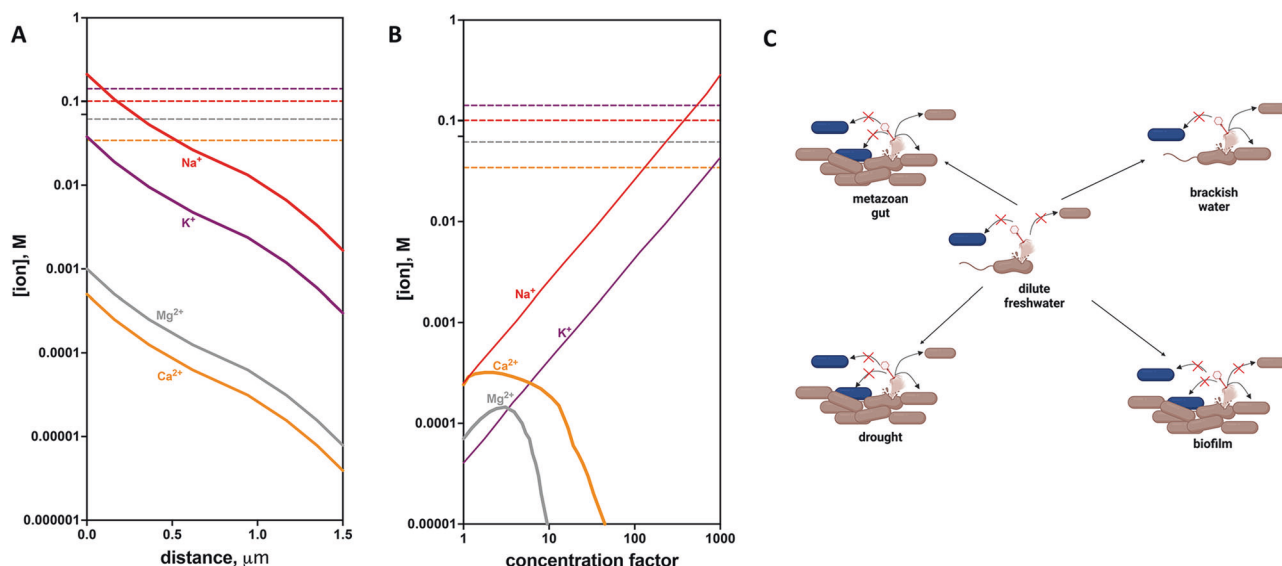 A
1
0.1
0.01
0.001
0.0001
0.00001
0.000001
[ion], M
Na⁺
K⁺
Mg²⁺
Ca²⁺
0.0
0.5
1.0
1.5
distance, μm
B
1
0.1
0.01
0.001
0.0001
0.00001
[ion], M
Na⁺
K⁺
Ca²⁺
Mg²⁺
1
10
100
1000
concentration factor
C
metazoan
gut
brackish
water
dilute
freshwater
drought
biofilm